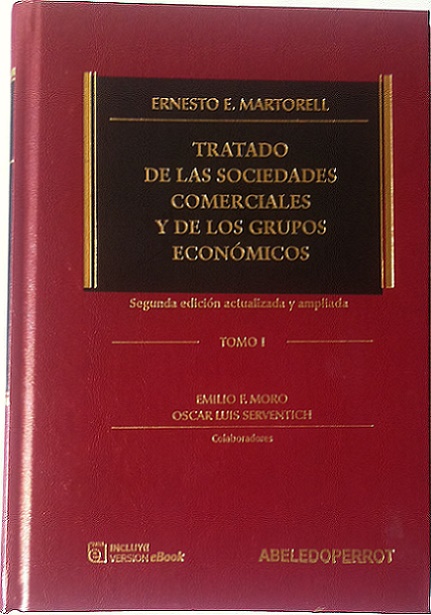 ERNESTO E. MARTORELL
TRATADO
DE LAS SOCIEDADES
COMERCIALES
Y DE LOS GRUPOS
ECONÓMICOS
Segunda edición actualizada y ampliada
TOMO I
EMILIO F. MORO
OSCAR LUIS SERVENTICH
Colaboradores
INCLUYE
VERSIÓN eBook
ABELEDOPERROT